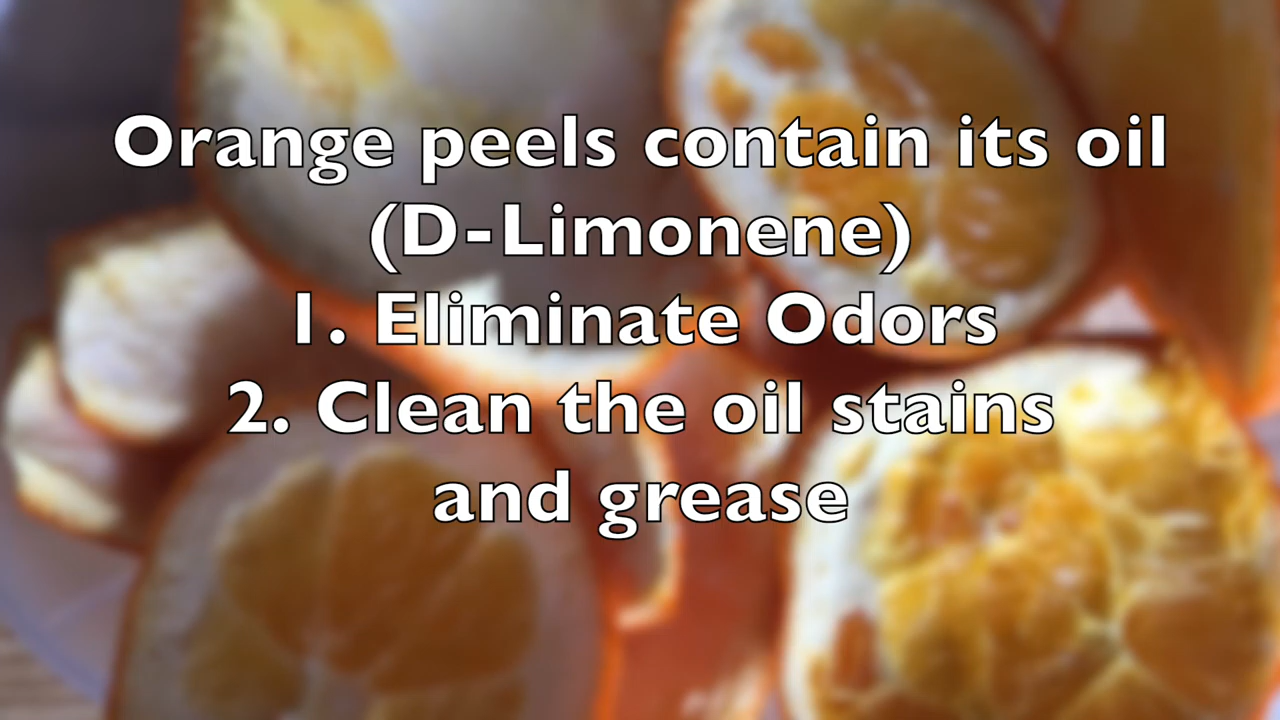 Orange peels contain its oil
(D-Limonene)
1. Eliminate Odors
2. Clean the oil stains
and grease